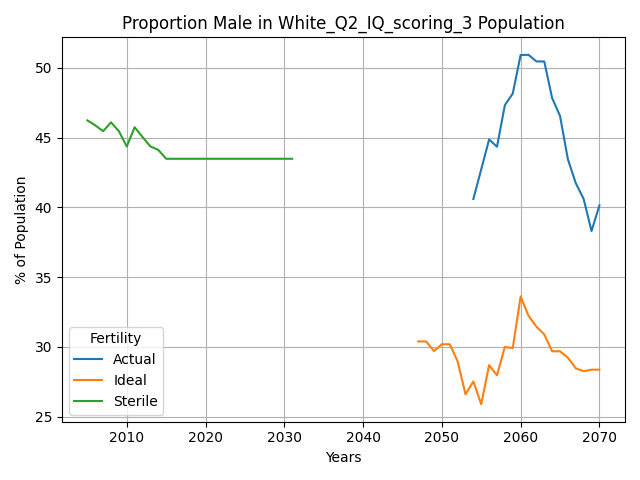 Proportion Male in White_Q2_IQ_scoring_3 Population
% of Population
50
45
40
35
30
25
Fertility
Actual
Ideal
Sterile
2010 2020 2030 2040 2050 2060 2070
Years